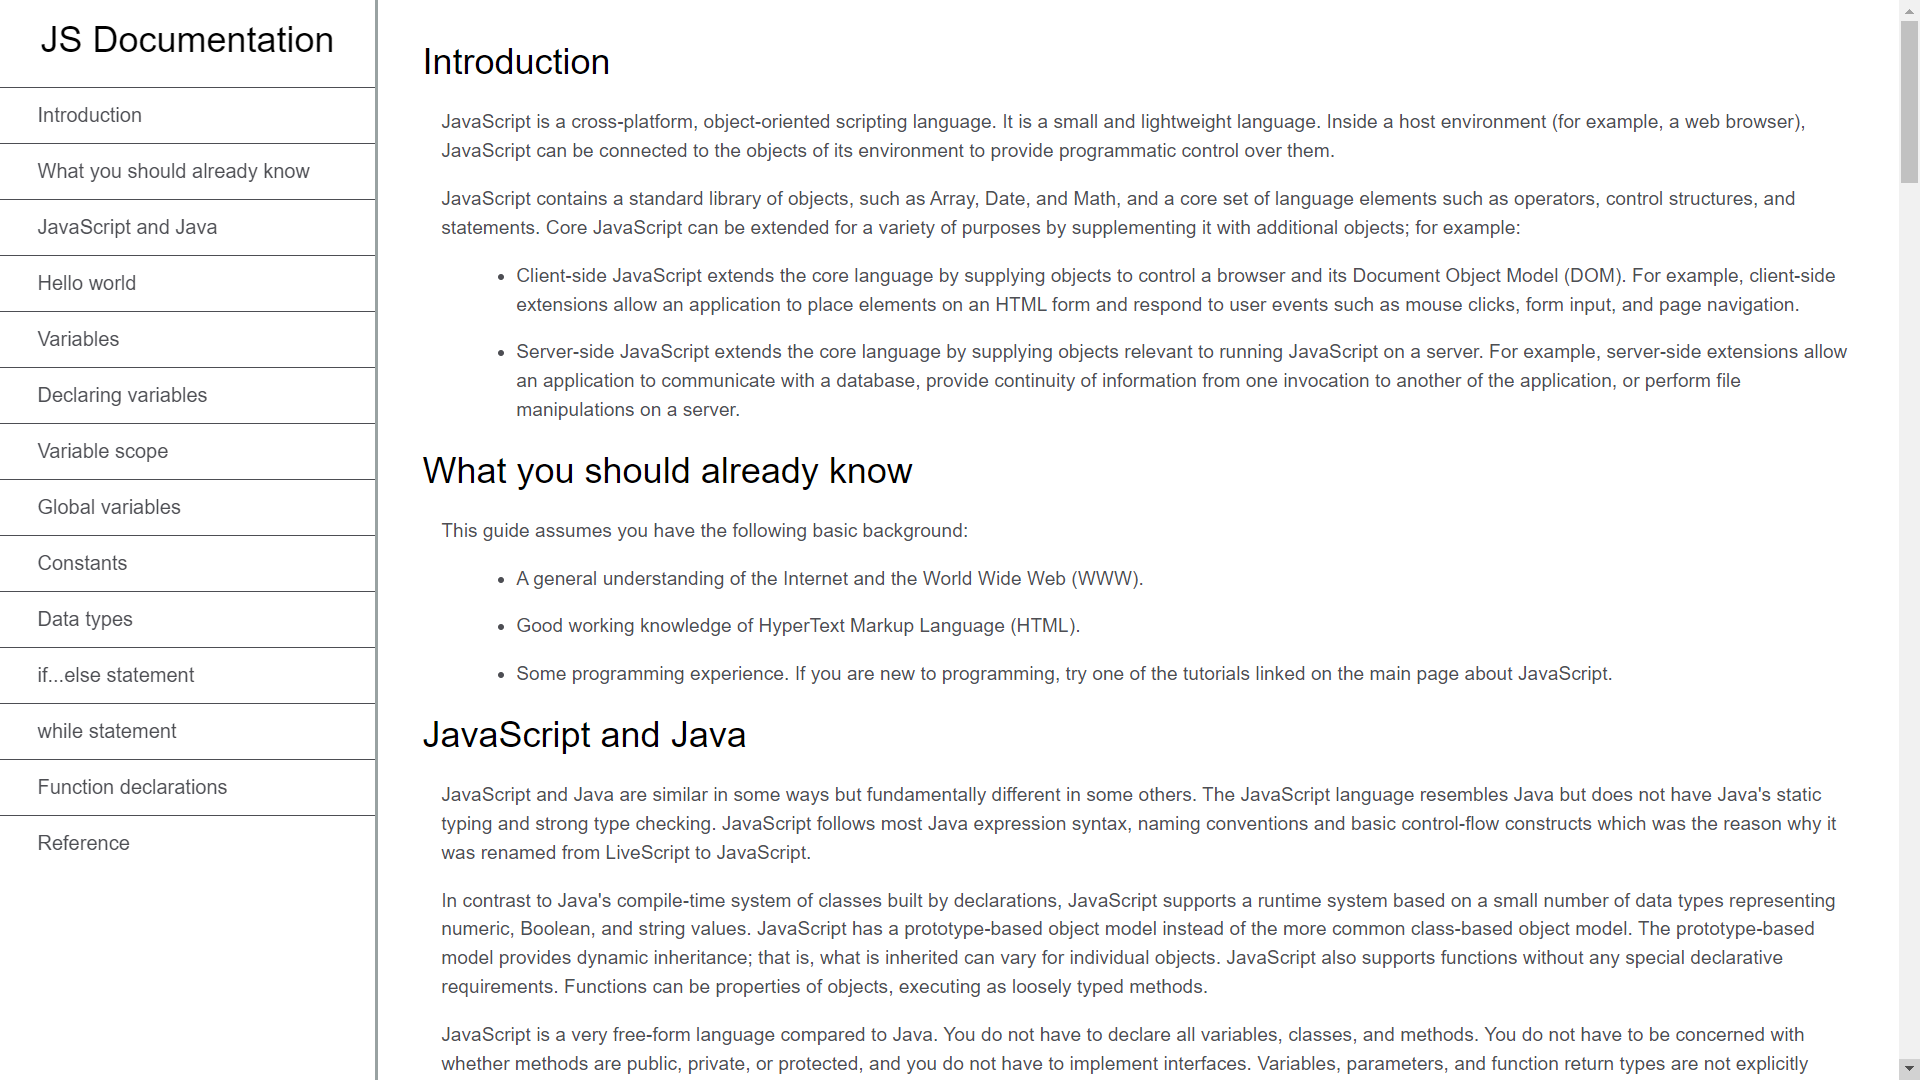 JS Documentation
Introduction
What you should already know
JavaScript and Java
Hello world
Variables
Declaring variables
Variable scope
Global variables
Constants
Data types
if...else statement
while statement
Function declarations
Reference
Introduction
JavaScript is a cross-platform, object-oriented scripting language. It is a small and lightweight language. Inside a host environment (for example, a web browser),
JavaScript can be connected to the objects of its environment to provide programmatic control over them.
JavaScript contains a standard library of objects, such as Array, Date, and Math, and a core set of language elements such as operators, control structures, and
statements. Core JavaScript can be extended for a variety of purposes by supplementing it with additional objects; for example:
• Client-side JavaScript extends the core language by supplying objects to control a browser and its Document Object Model (DOM). For example, client-side
extensions allow an application to place elements on an HTML form and respond to user events such as mouse clicks, form input, and page navigation.
• Server-side JavaScript extends the core language by supplying objects relevant to running JavaScript on a server. For example, server-side extensions allow
an application to communicate with a database, provide continuity of information from one invocation to another of the application, or perform file
manipulations on a server.
What you should already know
This guide assumes you have the following basic background:
• A general understanding of the Internet and the World Wide Web (WWW).
• Good working knowledge of HyperText Markup Language (HTML).
• Some programming experience. If you are new to programming, try one of the tutorials linked on the main page about JavaScript.
JavaScript and Java
JavaScript and Java are similar in some ways but fundamentally different in some others. The JavaScript language resembles Java but does not have Java's static
typing and strong type checking. JavaScript follows most Java expression syntax, naming conventions and basic control-flow constructs which was the reason why it
was renamed from LiveScript to JavaScript.
In contrast to Java's compile-time system of classes built by declarations, JavaScript supports a runtime system based on a small number of data types representing
numeric, Boolean, and string values. JavaScript has a prototype-based object model instead of the more common class-based object model. The prototype-based
model provides dynamic inheritance; that is, what is inherited can vary for individual objects. JavaScript also supports functions without any special declarative
requirements. Functions can be properties of objects, executing as loosely typed methods.
JavaScript is a very free-form language compared to Java. You do not have to declare all variables, classes, and methods. You do not have to be concerned with
whether methods are public, private, or protected, and you do not have to implement interfaces. Variables, parameters, and function return types are not explicitly